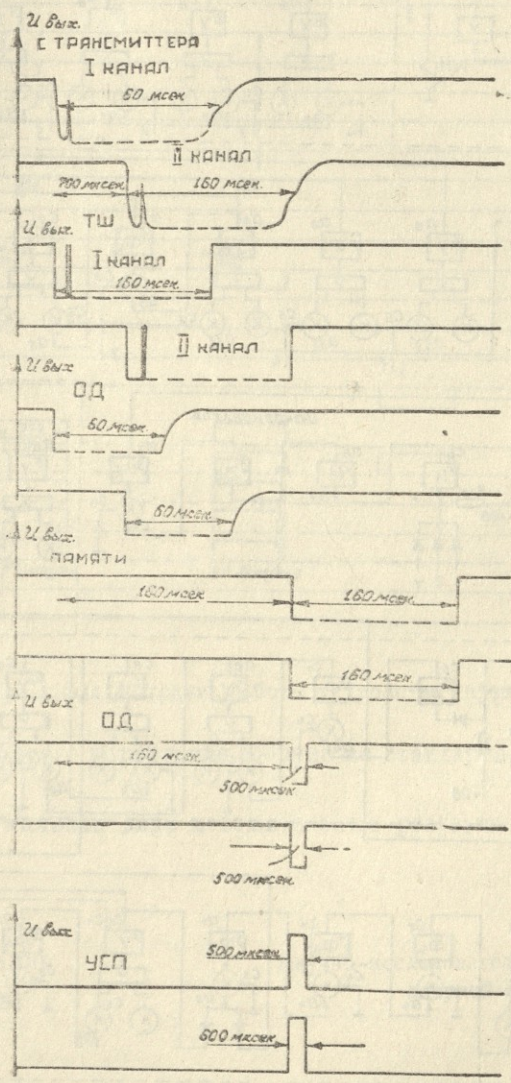 U вых.
С ТРАНСМИТТЕРА
I КАНАЛ
60 мсек.
II КАНАЛ
700 мксек.
160 мсек.
ТШ
U вых.
I КАНАЛ
160 мсек.
II КАНАЛ
U вых
ОД
60 мсек.
60 мсек.
U вых.
ПАМЯТИ
160 мсек
160 мсек.
160 мсек
U вых
ОД
160 мсек.
500 мксек
500 мксек.
U вых
УСП
500 мксек
600 мксек